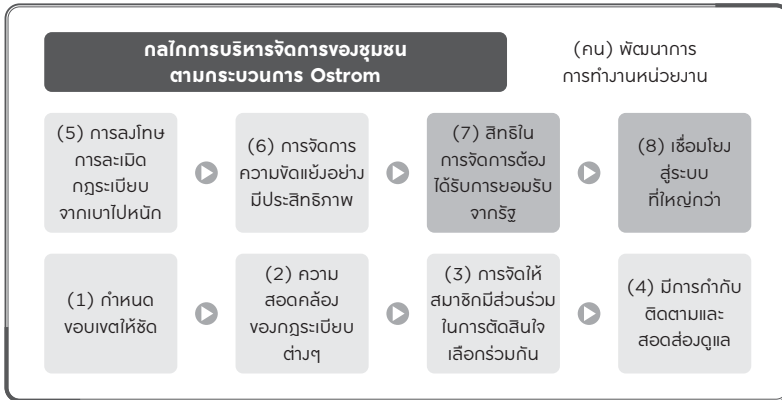 กลไกการบริหารจัดการของชุมชน
ตามกระบวนการ Ostrom
(คน) พัฒนาการ
การทำงานหน่วยงาน
(5) การลงโทษ
การละเมิด
กฎระเบียบ
จากเบาไปหนัก
(6) การจัดการ
ความขัดแย้งอย่าง
มีประสิทธิภาพ
(7) สิทธิใน
การจัดการต้อง
ได้รับการยอมรับ
จากรัฐ
(8) เชื่อมโยง
สู่ระบบ
ที่ใหญ่กว่า
(1) กำหนด
ขอบเขตให้ชัด
(2) ความ
สอดคล้อง
ของกฎระเบียบ
ต่างๆ
(3) การจัดให้
สมาชิกมีส่วนร่วม
ในการตัดสินใจ
เลือกร่วมกัน
(4) มีการกำกับ
ติดตามและ
สอดส่องดูแล